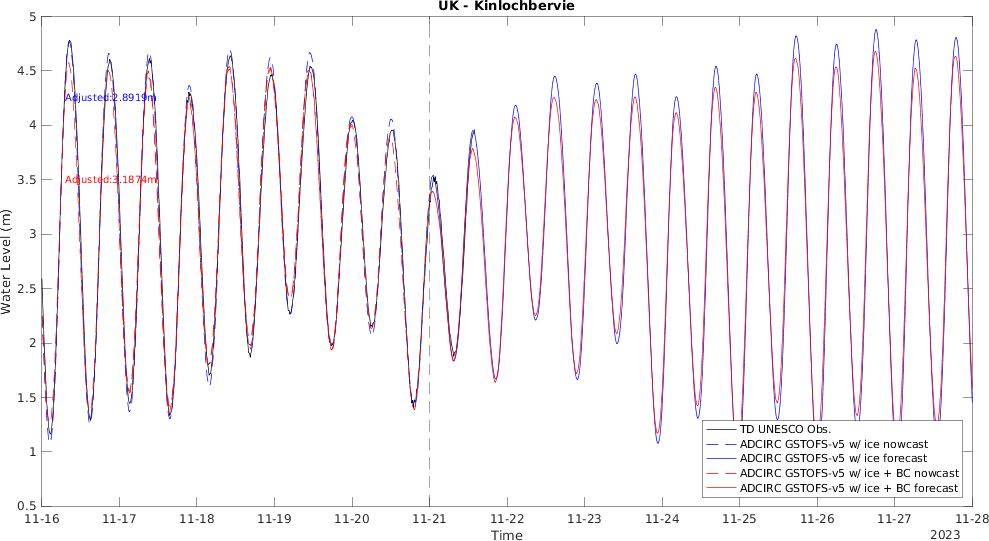 UK - Kinlochbervie
5
4.5
4
3.5
3
2.5
2
1.5
1
0.5
Water Level (m)
Adjusted:2.8919m
Adjusted:3.1874m
TD UNESCO Obs.
ADCIRC GSTOFS-v5 w/ ice nowcast
ADCIRC GSTOFS-v5 w/ ice forecast
ADCIRC GSTOFS-v5 w/ ice + BC nowcast
ADCIRC GSTOFS-v5 w/ ice + BC forecast
11-16 11-17 11-18 11-19 11-20 11-21 11-22 11-23 11-24 11-25 11-26 11-27 11-28
Time
2023